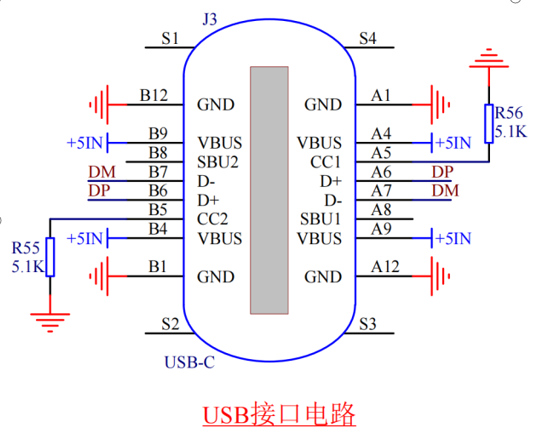 J3
S1
S4
B12
GND
GND
A1
R56
5.1K
+5IN
B9
VBUS
VBUS
A4
+5IN
B8
SBU2
CC1
A5
DM
B7
D-
D+
A6
DP
DP
B6
D+
D-
A7
DM
B5
CC2
SBU1
A8
R55
5.1K
+5IN
B4
VBUS
VBUS
A9
+5IN
B1
GND
GND
A12
S2
S3
USB-C
USB接口电路